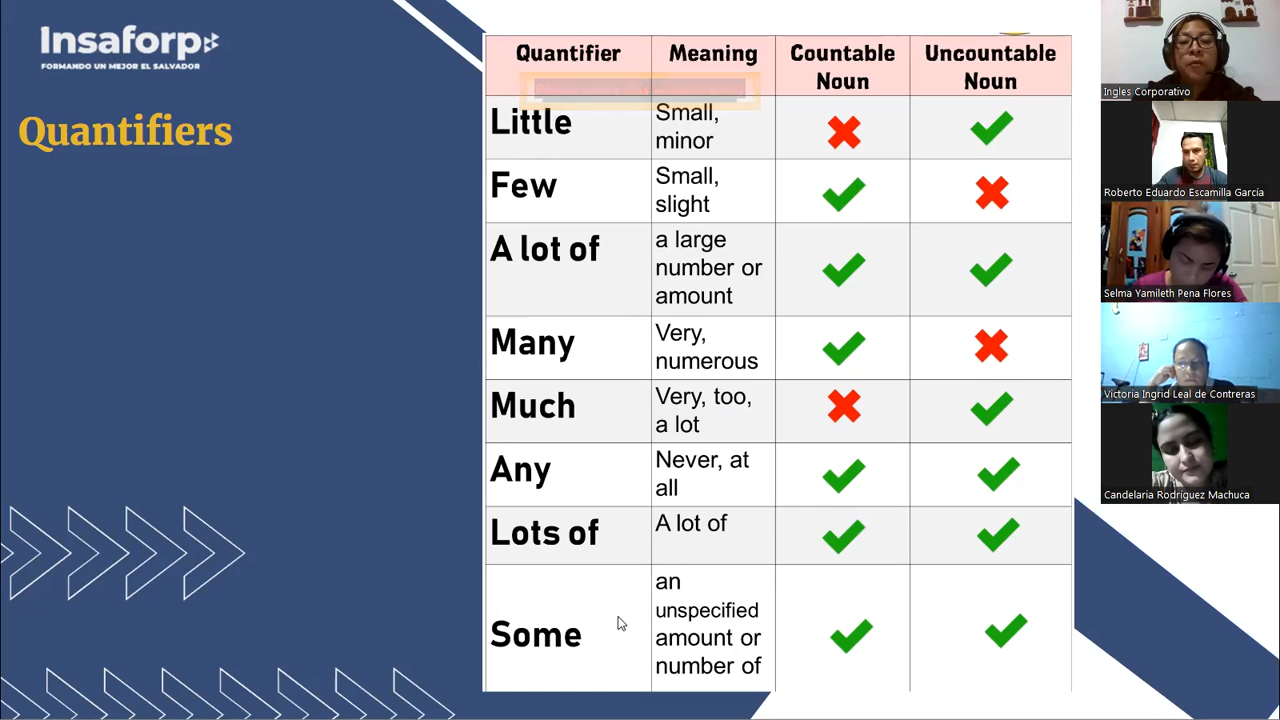 Insaforp
FORMANDO UN MEJOR EL SALVADOR
Quantifiers
Quantifier Meaning Countable Noun Uncountable Noun
Little Small, minor
Few Small, slight
A lot of a large number or amount
Many Very, numerous
Much Very, too, a lot
Any Never, at all
Lots of A lot of
Some an unspecified amount or number of
Ingles Corporativo
Roberto Eduardo Escamilla García
Selma Yamileth Pena Flores
Victoria Ingrid Leal de Contreras
Candelaria Rodríguez Machuca